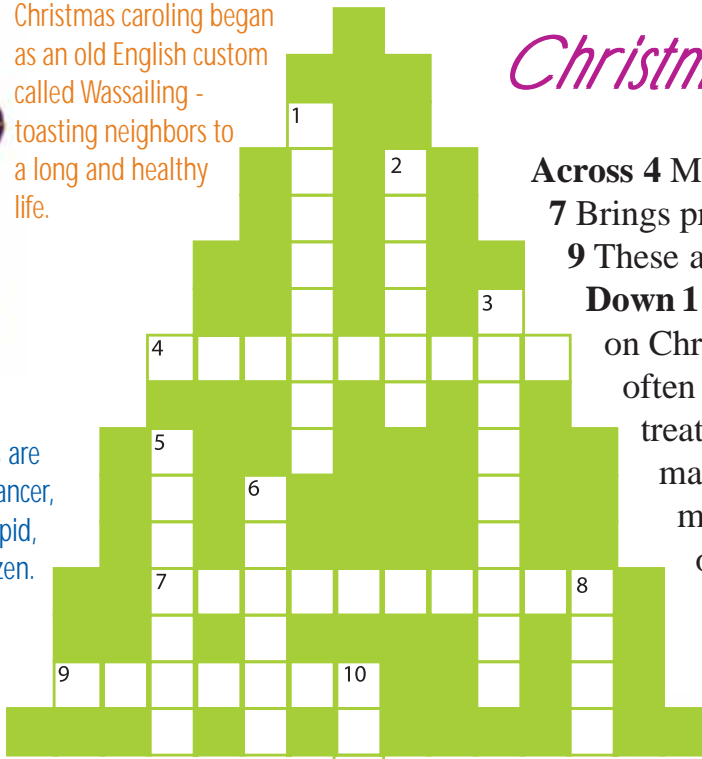 Christmas caroling began
as an old English custom
called Wassailing -
toasting neighbors to
a long and healthy
life.
Christm
Across 4 M
7 Brings pr
9 These a
Down 1
on Chr
often
treat
ma
m
are
ancer,
pid,
zen.
1
2
3
4
5
6
7
8
9
10